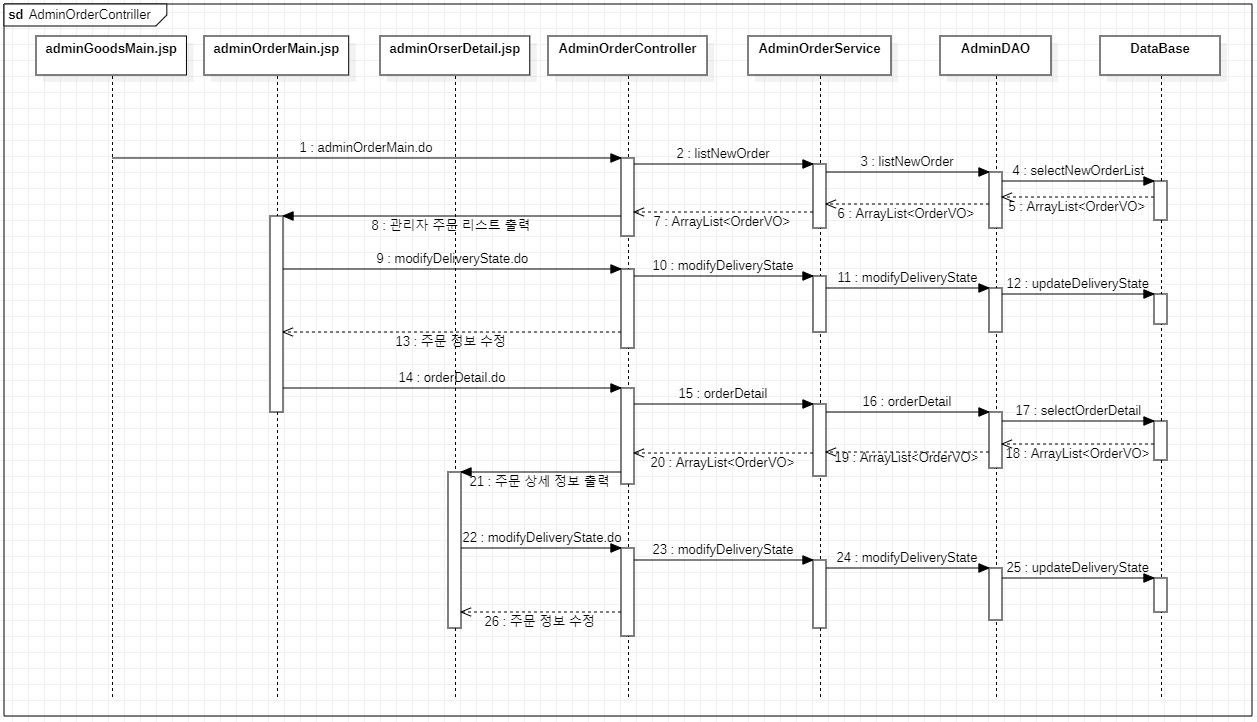 sd AdminOrderContriller
adminGoodsMain.jsp
adminOrderMain.jsp
adminOrserDetail.jsp
AdminOrderController
AdminOrderService
AdminDAO
DataBase
1 : adminOrderMain.do
2 : listNewOrder
3 : listNewOrder
4 : selectNewOrderList
5 : ArrayList<OrderVO>
6 : ArrayList<OrderVO>
7 : ArrayList<OrderVO>
8 : 관리자 주문 리스트 출력
9 : modifyDeliveryState.do
10 : modifyDeliveryState
11 : modifyDeliveryState
12 : updateDeliveryState
13 : 주문 정보 수정
14 : orderDetail.do
15 : orderDetail
16 : orderDetail
17 : selectOrderDetail
18 : ArrayList<OrderVO>
19 : ArrayList<OrderVO>
20 : ArrayList<OrderVO>
21 : 주문 상세 정보 출력
22 : modifyDeliveryState.do
23 : modifyDeliveryState
24 : modifyDeliveryState
25 : updateDeliveryState
26 : 주문 정보 수정